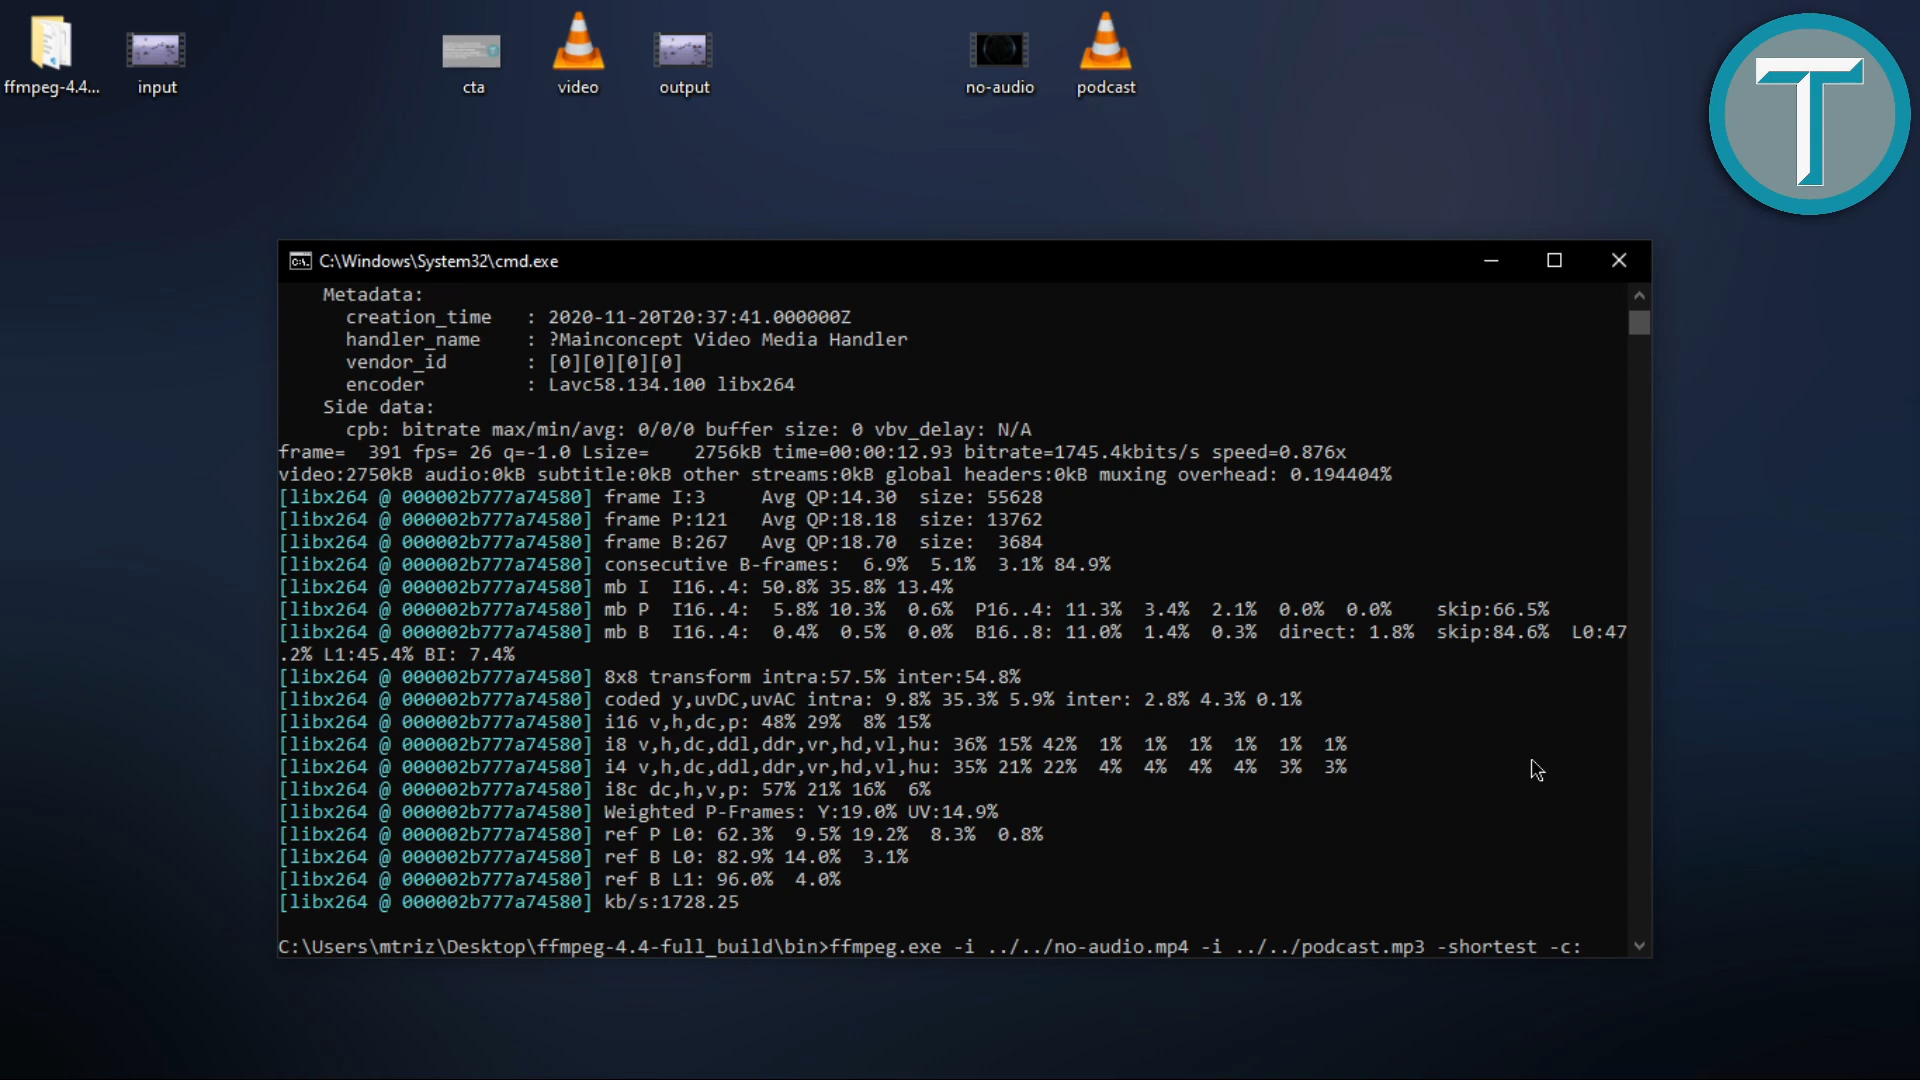 ffmpeg-4.4...
input
cta
video
output
no-audio
podcast
T
C:\Windows\System32\cmd.exe
Metadata:
creation_time   : 2020-11-20T20:37:41.000000Z
handler_name    : ?Mainconcept Video Media Handler
vendor_id       : [0][0][0][0]
encoder         : Lavc58.134.100 libx264
Side data:
cpb: bitrate max/min/avg: 0/0/0 buffer size: 0 vbv_delay: N/A
frame=  391 fps= 26 q=-1.0 Lsize=    2756kB time=00:00:12.93 bitrate=1745.4kbits/s speed=0.876x
video:2750kB audio:0kB subtitle:0kB other streams:0kB global headers:0kB muxing overhead: 0.194404%
[libx264 @ 000002b777a74580] frame I:3     Avg QP:14.30  size: 55628
[libx264 @ 000002b777a74580] frame P:121   Avg QP:18.18  size: 13762
[libx264 @ 000002b777a74580] frame B:267   Avg QP:18.70  size:  3684
[libx264 @ 000002b777a74580] consecutive B-frames:  6.9%  5.1%  3.1% 84.9%
[libx264 @ 000002b777a74580] mb I  I16..4: 50.8% 35.8% 13.4%
[libx264 @ 000002b777a74580] mb P  I16..4:  5.8% 10.3%  0.6%  P16..4: 11.3%  3.4%  2.1%  0.0%  0.0%    skip:66.5%
[libx264 @ 000002b777a74580] mb B  I16..4:  0.4%  0.5%  0.0%  B16..8: 11.0%  1.4%  0.3%  direct: 1.8%  skip:84.6%  L0:47
.2% L1:45.4% BI: 7.4%
[libx264 @ 000002b777a74580] 8x8 transform intra:57.5% inter:54.8%
[libx264 @ 000002b777a74580] coded y,uvDC,uvAC intra: 9.8% 35.3% 5.9% inter: 2.8% 4.3% 0.1%
[libx264 @ 000002b777a74580] i16 v,h,dc,p: 48% 29%  8% 15%
[libx264 @ 000002b777a74580] i8 v,h,dc,ddl,ddr,vr,hd,vl,hu: 36% 15% 42%  1%  1%  1%  1%  1%  1%
[libx264 @ 000002b777a74580] i4 v,h,dc,ddl,ddr,vr,hd,vl,hu: 35% 21% 22%  4%  4%  4%  4%  3%  3%
[libx264 @ 000002b777a74580] i8c dc,h,v,p: 57% 21% 16%  6%
[libx264 @ 000002b777a74580] Weighted P-Frames: Y:19.0% UV:14.9%
[libx264 @ 000002b777a74580] ref P L0: 62.3%  9.5% 19.2%  8.3%  0.8%
[libx264 @ 000002b777a74580] ref B L0: 82.9% 14.0%  3.1%
[libx264 @ 000002b777a74580] ref B L1: 96.0%  4.0%
[libx264 @ 000002b777a74580] kb/s:1728.25
C:\Users\mtriz\Desktop\ffmpeg-4.4-full_build\bin>ffmpeg.exe -i ../../no-audio.mp4 -i ../../podcast.mp3 -shortest -c: